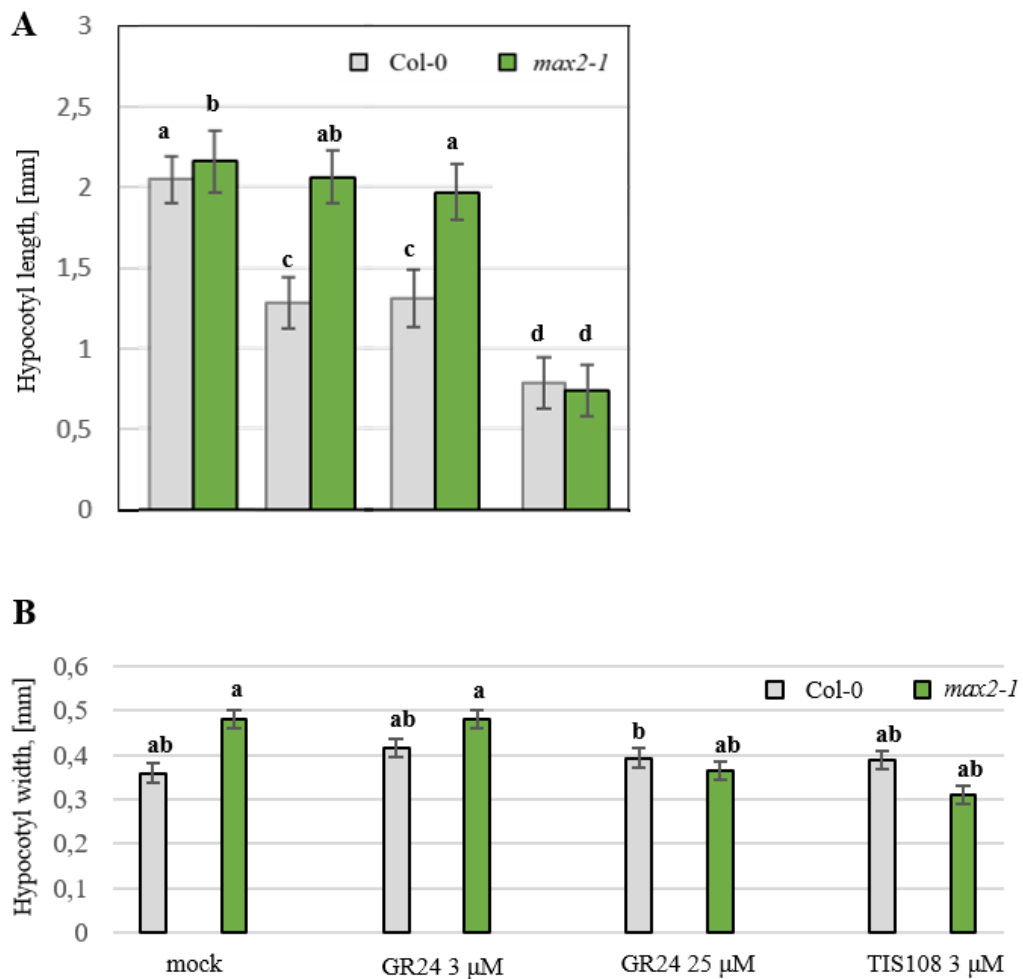 A
Hypocotyl length, [mm]
3
2,5
2
1,5
1
0,5
0
Col-0 max2-1
a b ab a
c c
d d
B
Hypocotyl width, [mm]
0,6
0,5
0,4
0,3
0,2
0,1
0
Col-0 max2-1
ab a ab a b ab ab ab
mock GR24 3 μM GR24 25 μM TIS108 3 μM